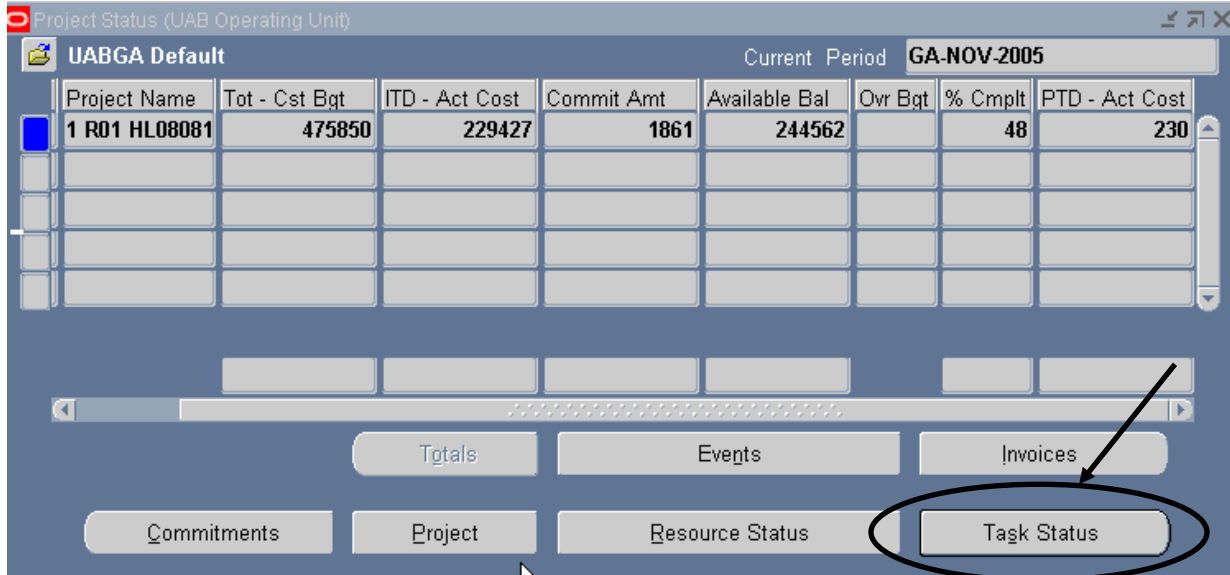 Project Status (UAB Operating Unit)
UABGA Default Current Period GA-NOV-2005
Project Name Tot - Cst Bgt ITD - Act Cost Commit Amt Available Bal Ovr Bgt % Cmplt PTD - Act Cost
1 R01 HL08081 475850 229427 1861 244562 48 230
Totals Events Invoices
Commitments Project Resource Status Task Status